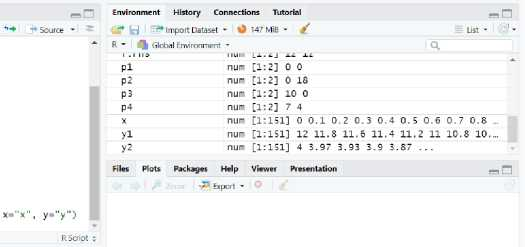 Environment History Connections Tutorial
Source
Import Dataset 147 MiB List
R Global Environment
num [1:2] 12 12
p1 num [1:2] 0 0
p2 num [1:2] 0 18
p3 num [1:2] 10 0
p4 num [1:2] 7 4
x num [1:151] 0 0.1 0.2 0.3 0.4 0.5 0.6 0.7 0.8 ...
y1 num [1:151] 12 11.8 11.6 11.4 11.2 11 10.8 10....
y2 num [1:151] 4 3.97 3.93 3.9 3.87 ...
Files Plots Packages Help Viewer Presentation
Zoom Export
x="x", y="y")
R Script